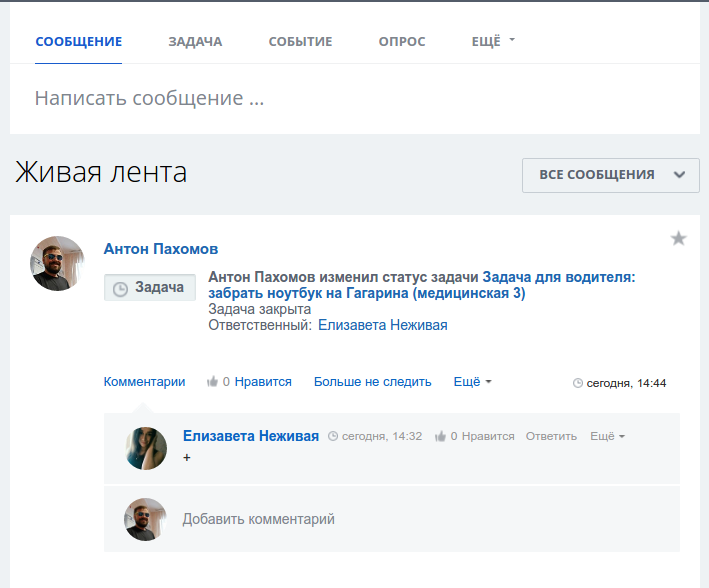 СООБЩЕНИЕ ЗАДАЧА СОБЫТИЕ ОПРОС ЕЩЁ
Написать сообщение ...
Живая лента
ВСЕ СООБЩЕНИЯ
Антон Пахомов
Задача
Антон Пахомов изменил статус задачи Задача для водителя:
забрать ноутбук на Гагарина (медицинская 3)
Задача закрыта
Ответственный: Елизавета Неживая
Комментарии 0 Нравится Больше не следить Ещё сегодня, 14:44
Елизавета Неживая сегодня, 14:32 0 Нравится Ответить Ещё
+
Добавить комментарий